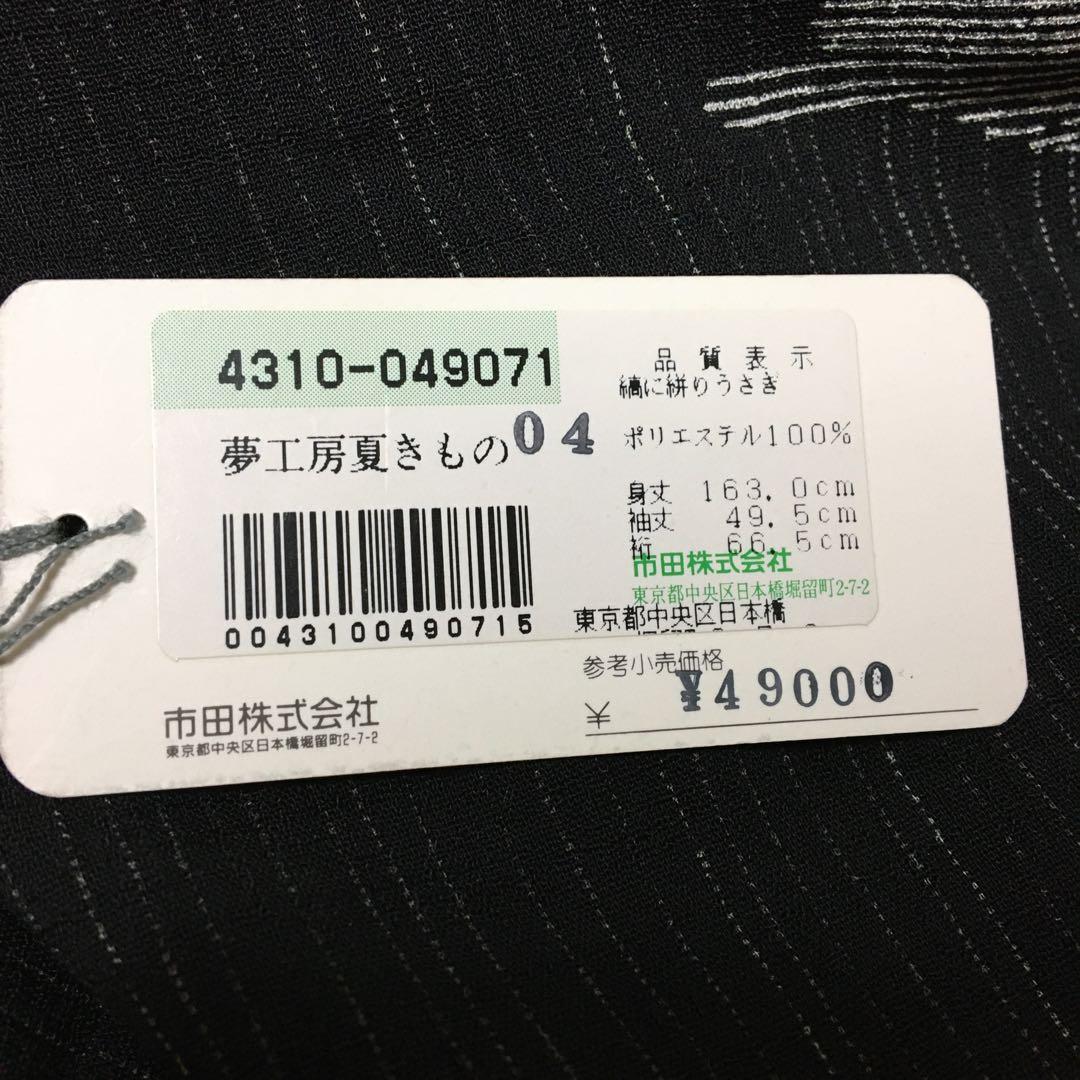 4310-049071
夢工房夏きもの04
0043100490715
品質表示
縞に絣りうさぎ
ポリエステル100%
身丈 163.0cm
袖丈 49.5cm
裄 66.5cm
市田株式会社
東京都中央区日本橋堀留町2-7-2
東京都中央区日本橋
参考小売価格
¥ ¥49000
市田株式会社
東京都中央区日本橋堀留町2-7-2